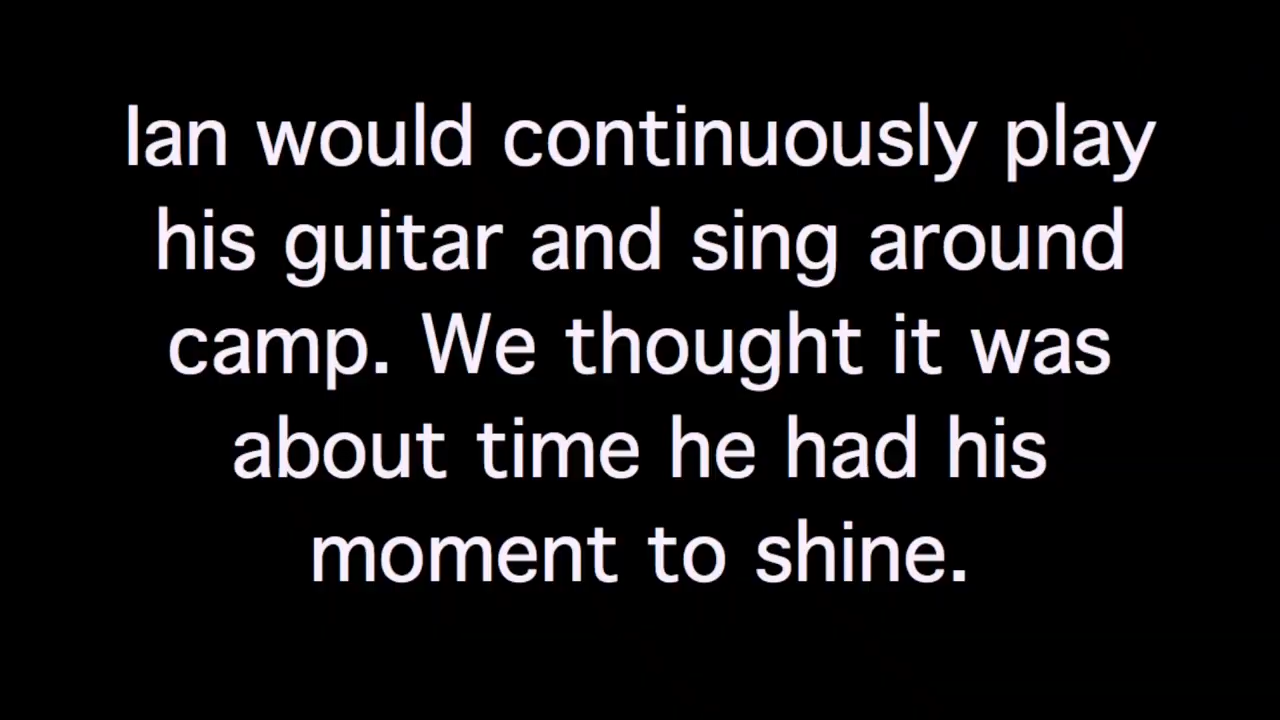 Ian would continuously play
his guitar and sing around
camp. We thought it was
about time he had his
moment to shine.